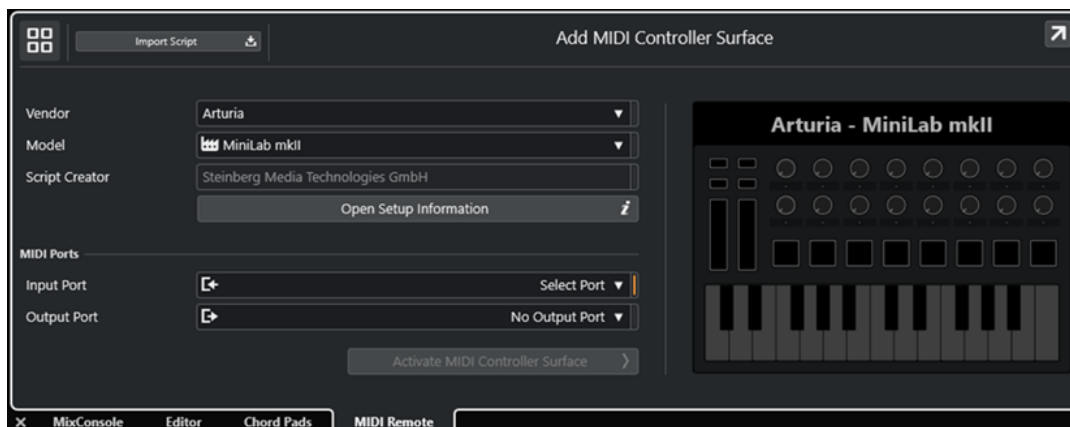 Import Script
Add MIDI Controller Surface
Vendor
Arturia
Model
MiniLab mkII
Script Creator
Steinberg Media Technologies GmbH
Open Setup Information
i
MIDI Ports
Input Port
Select Port
Output Port
No Output Port
Activate MIDI Controller Surface
Arturia - MiniLab mkII
MixConsole
Editor
Chord Pads
MIDI Remote